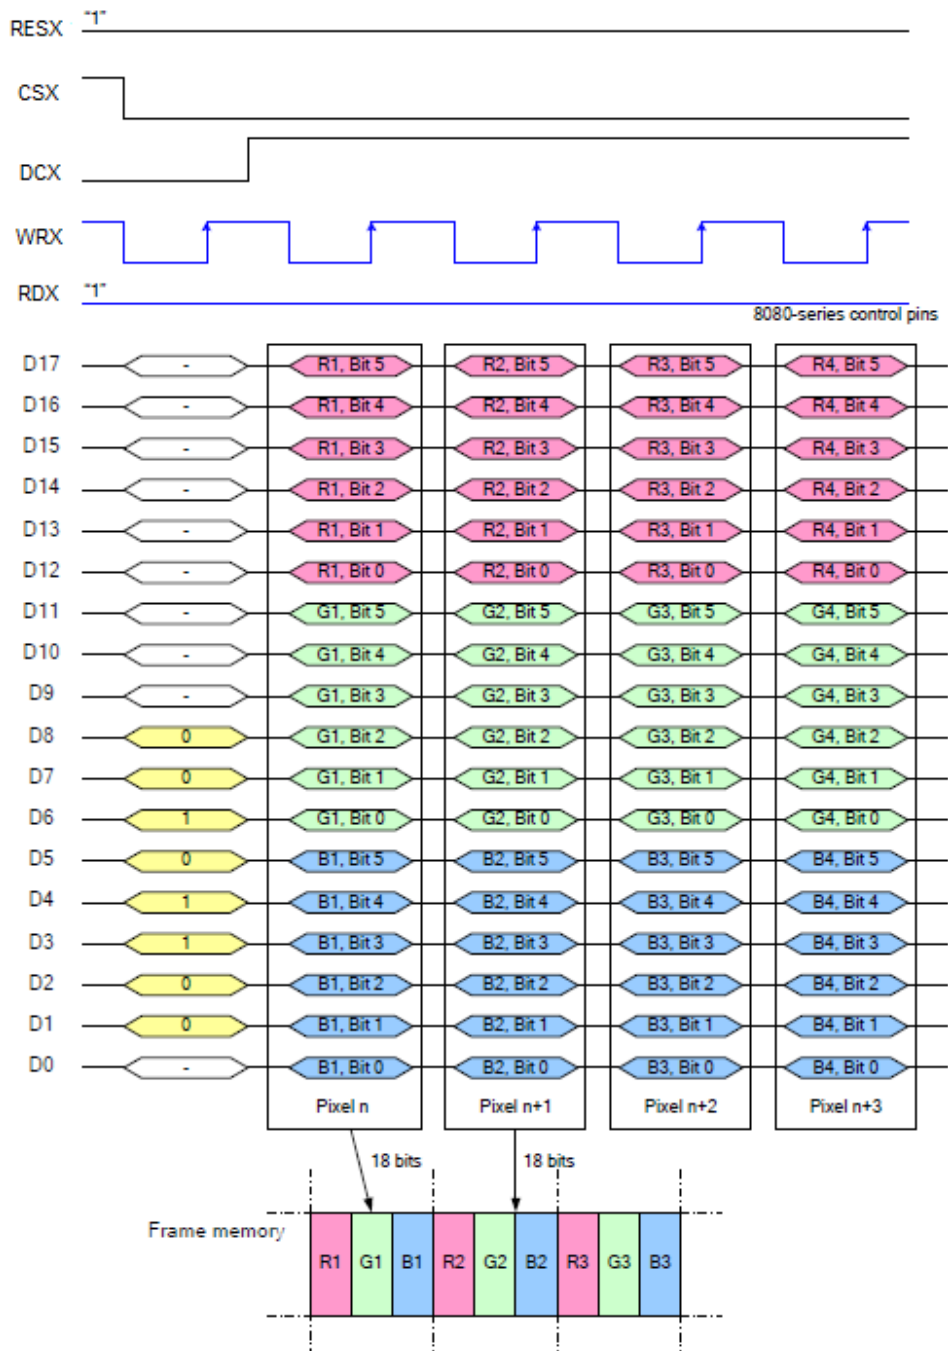 RESX "1"
CSX
DCX
WRX
RDX "1"
8080-series control pins
D17 - R1, Bit 5 R2, Bit 5 R3, Bit 5 R4, Bit 5
D16 - R1, Bit 4 R2, Bit 4 R3, Bit 4 R4, Bit 4
D15 - R1, Bit 3 R2, Bit 3 R3, Bit 3 R4, Bit 3
D14 - R1, Bit 2 R2, Bit 2 R3, Bit 2 R4, Bit 2
D13 - R1, Bit 1 R2, Bit 1 R3, Bit 1 R4, Bit 1
D12 - R1, Bit 0 R2, Bit 0 R3, Bit 0 R4, Bit 0
D11 - G1, Bit 5 G2, Bit 5 G3, Bit 5 G4, Bit 5
D10 - G1, Bit 4 G2, Bit 4 G3, Bit 4 G4, Bit 4
D9 - G1, Bit 3 G2, Bit 3 G3, Bit 3 G4, Bit 3
D8 0 G1, Bit 2 G2, Bit 2 G3, Bit 2 G4, Bit 2
D7 0 G1, Bit 1 G2, Bit 1 G3, Bit 1 G4, Bit 1
D6 1 G1, Bit 0 G2, Bit 0 G3, Bit 0 G4, Bit 0
D5 0 B1, Bit 5 B2, Bit 5 B3, Bit 5 B4, Bit 5
D4 1 B1, Bit 4 B2, Bit 4 B3, Bit 4 B4, Bit 4
D3 1 B1, Bit 3 B2, Bit 3 B3, Bit 3 B4, Bit 3
D2 0 B1, Bit 2 B2, Bit 2 B3, Bit 2 B4, Bit 2
D1 0 B1, Bit 1 B2, Bit 1 B3, Bit 1 B4, Bit 1
D0 - B1, Bit 0 B2, Bit 0 B3, Bit 0 B4, Bit 0
Pixel n Pixel n+1 Pixel n+2 Pixel n+3
18 bits 18 bits
Frame memory
R1 G1 B1 R2 G2 B2 R3 G3 B3